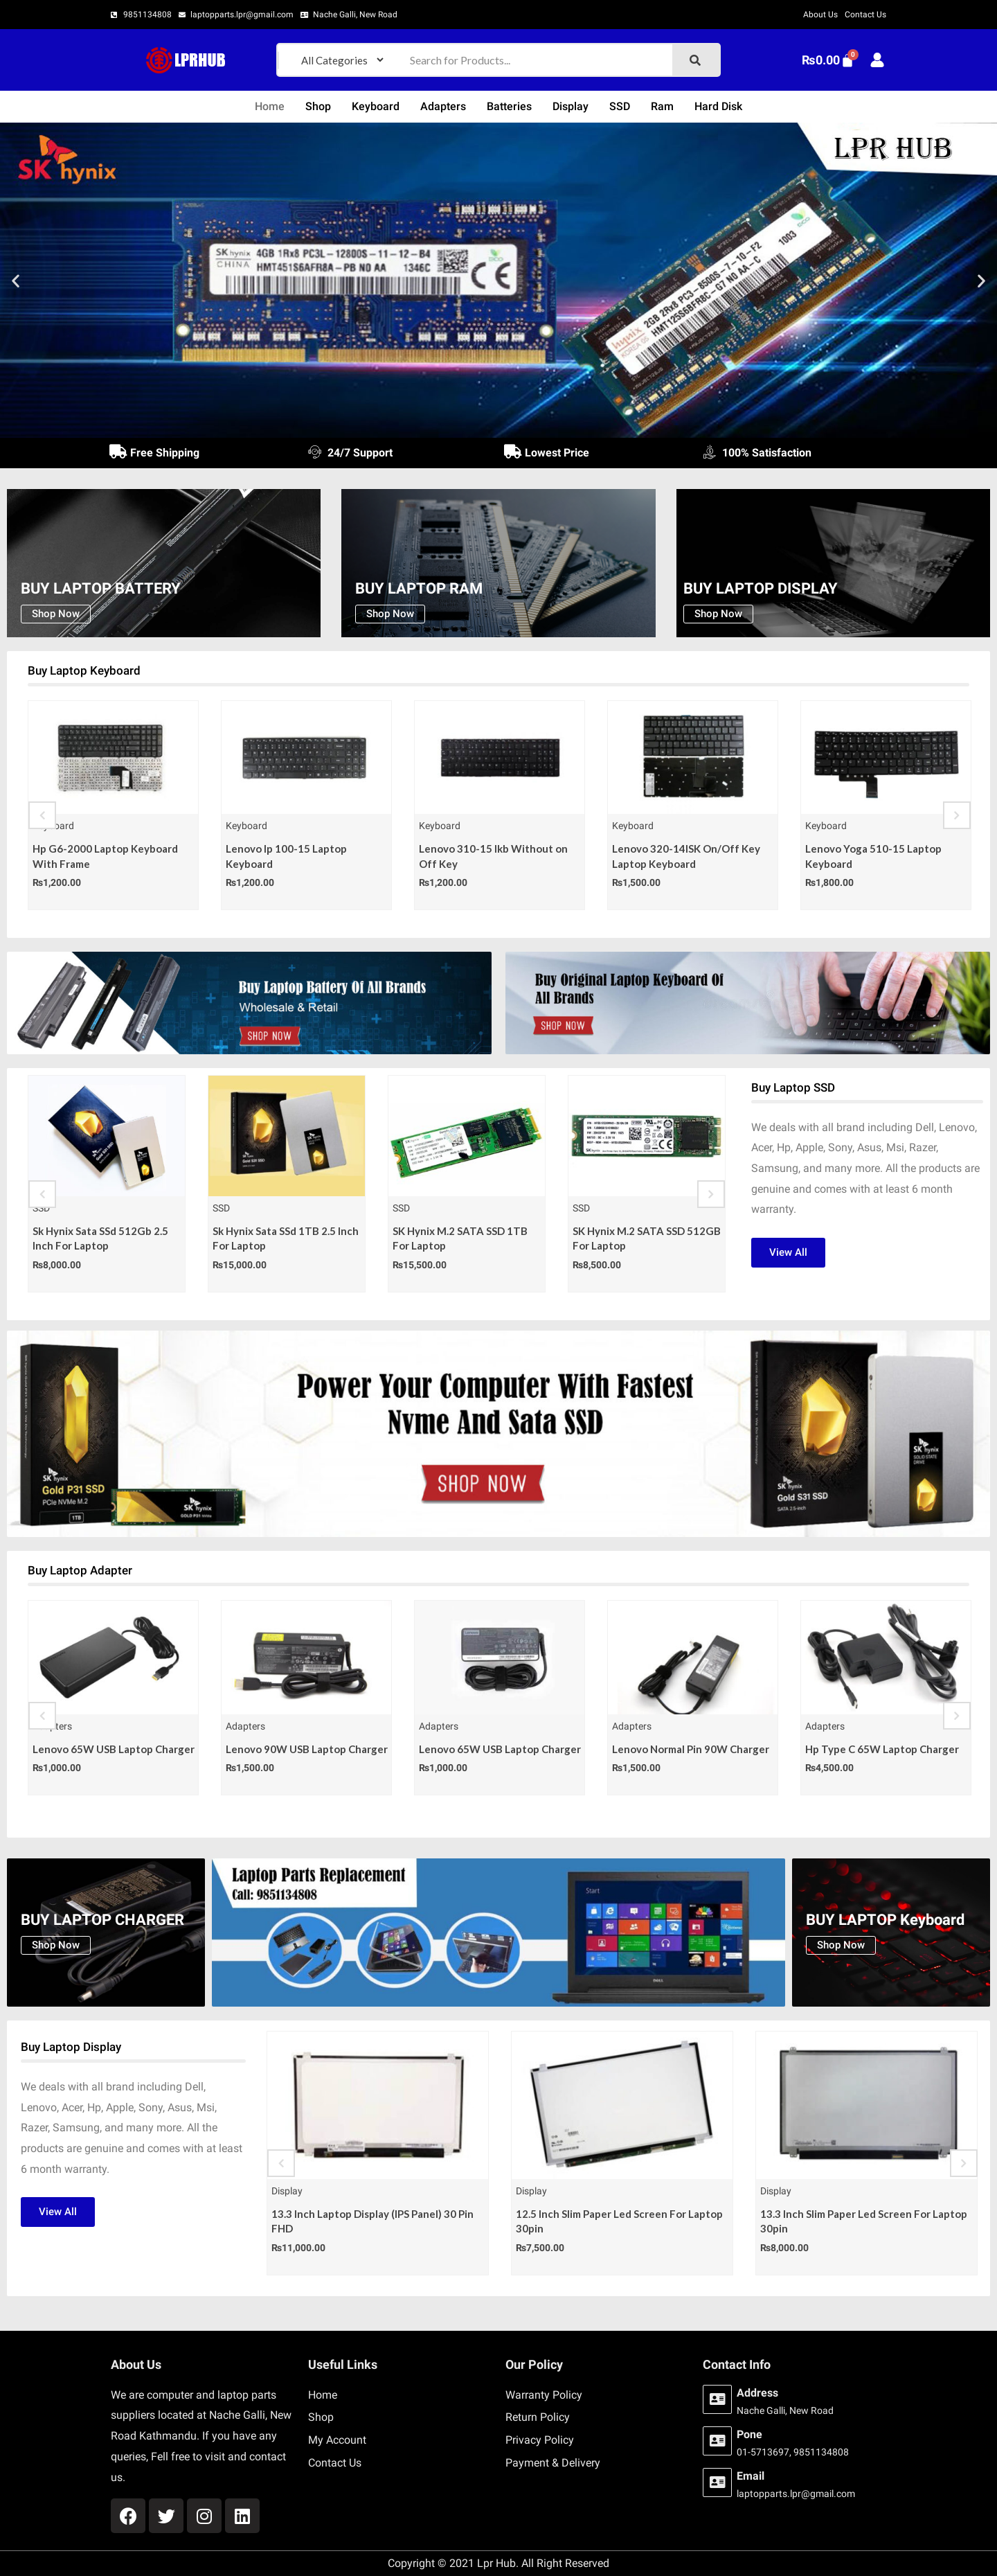 9851134808 laptopparts.lpr@gmail.com Nache Galli, New Road About Us Contact Us
LPRHUB All Categories Search for Products... ₨0.00 0
Home Shop Keyboard Adapters Batteries Display SSD Ram Hard Disk
SK hynix
LPR HUB
SK hynix
CHINA
4GB 1Rx8 PC3L-12800S-11-12-B4
HMT451S6AFR8A-PB N0 AA 1346C
hynix
2GB 2Rx8 PC3-8500S-7-10-F2
HMT125S6BFR8C-G7 N0 AA-C
1003
Free Shipping 24/7 Support Lowest Price 100% Satisfaction
BUY LAPTOP BATTERY
Shop Now
BUY LAPTOP RAM
Shop Now
BUY LAPTOP DISPLAY
Shop Now
Buy Laptop Keyboard
Keyboard
Hp G6-2000 Laptop Keyboard
With Frame
₨1,200.00
Keyboard
Lenovo Ip 100-15 Laptop
Keyboard
₨1,200.00
Keyboard
Lenovo 310-15 Ikb Without on
Off Key
₨1,200.00
Keyboard
Lenovo 320-14ISK On/Off Key
Laptop Keyboard
₨1,500.00
Keyboard
Lenovo Yoga 510-15 Laptop
Keyboard
₨1,800.00
Buy Laptop Battery Of All Brands
Wholesale & Retail
SHOP NOW
Buy Original Laptop Keyboard Of
All Brands
SHOP NOW
SSD
Sk Hynix Sata SSd 512Gb 2.5
Inch For Laptop
₨8,000.00
SSD
Sk Hynix Sata SSd 1TB 2.5 Inch
For Laptop
₨15,000.00
SSD
SK Hynix M.2 SATA SSD 1TB
For Laptop
₨15,500.00
SSD
SK Hynix M.2 SATA SSD 512GB
For Laptop
₨8,500.00
Buy Laptop SSD
We deals with all brand including Dell, Lenovo,
Acer, Hp, Apple, Sony, Asus, Msi, Razer,
Samsung, and many more. All the products are
genuine and comes with at least 6 month
warranty.
View All
Power Your Computer With Fastest
Nvme And Sata SSD
SHOP NOW
SK hynix
Gold P31 SSD
PCIe NVMe M.2
1TB
SK hynix
GOLD P31
SK hynix
Gold S31 SSD
SATA 2.5-inch
SK hynix
SOLID STATE
DRIVE
Buy Laptop Adapter
Adapters
Lenovo 65W USB Laptop Charger
₨1,000.00
Adapters
Lenovo 90W USB Laptop Charger
₨1,500.00
Adapters
Lenovo 65W USB Laptop Charger
₨1,000.00
Adapters
Lenovo Normal Pin 90W Charger
₨1,500.00
Adapters
Hp Type C 65W Laptop Charger
₨4,500.00
BUY LAPTOP CHARGER
Shop Now
Laptop Parts Replacement
Call: 9851134808
Start
DELL
BUY LAPTOP Keyboard
Shop Now
Buy Laptop Display
We deals with all brand including Dell,
Lenovo, Acer, Hp, Apple, Sony, Asus, Msi,
Razer, Samsung, and many more. All the
products are genuine and comes with at least
6 month warranty.
View All
Display
13.3 Inch Laptop Display (IPS Panel) 30 Pin
FHD
₨11,000.00
Display
12.5 Inch Slim Paper Led Screen For Laptop
30pin
₨7,500.00
Display
13.3 Inch Slim Paper Led Screen For Laptop
30pin
₨8,000.00
About Us
We are computer and laptop parts
suppliers located at Nache Galli, New
Road Kathmandu. If you have any
queries, Fell free to visit and contact
us.
Useful Links
Home
Shop
My Account
Contact Us
Our Policy
Warranty Policy
Return Policy
Privacy Policy
Payment & Delivery
Contact Info
Address
Nache Galli, New Road
Pone
01-5713697, 9851134808
Email
laptopparts.lpr@gmail.com
Copyright © 2021 Lpr Hub. All Right Reserved